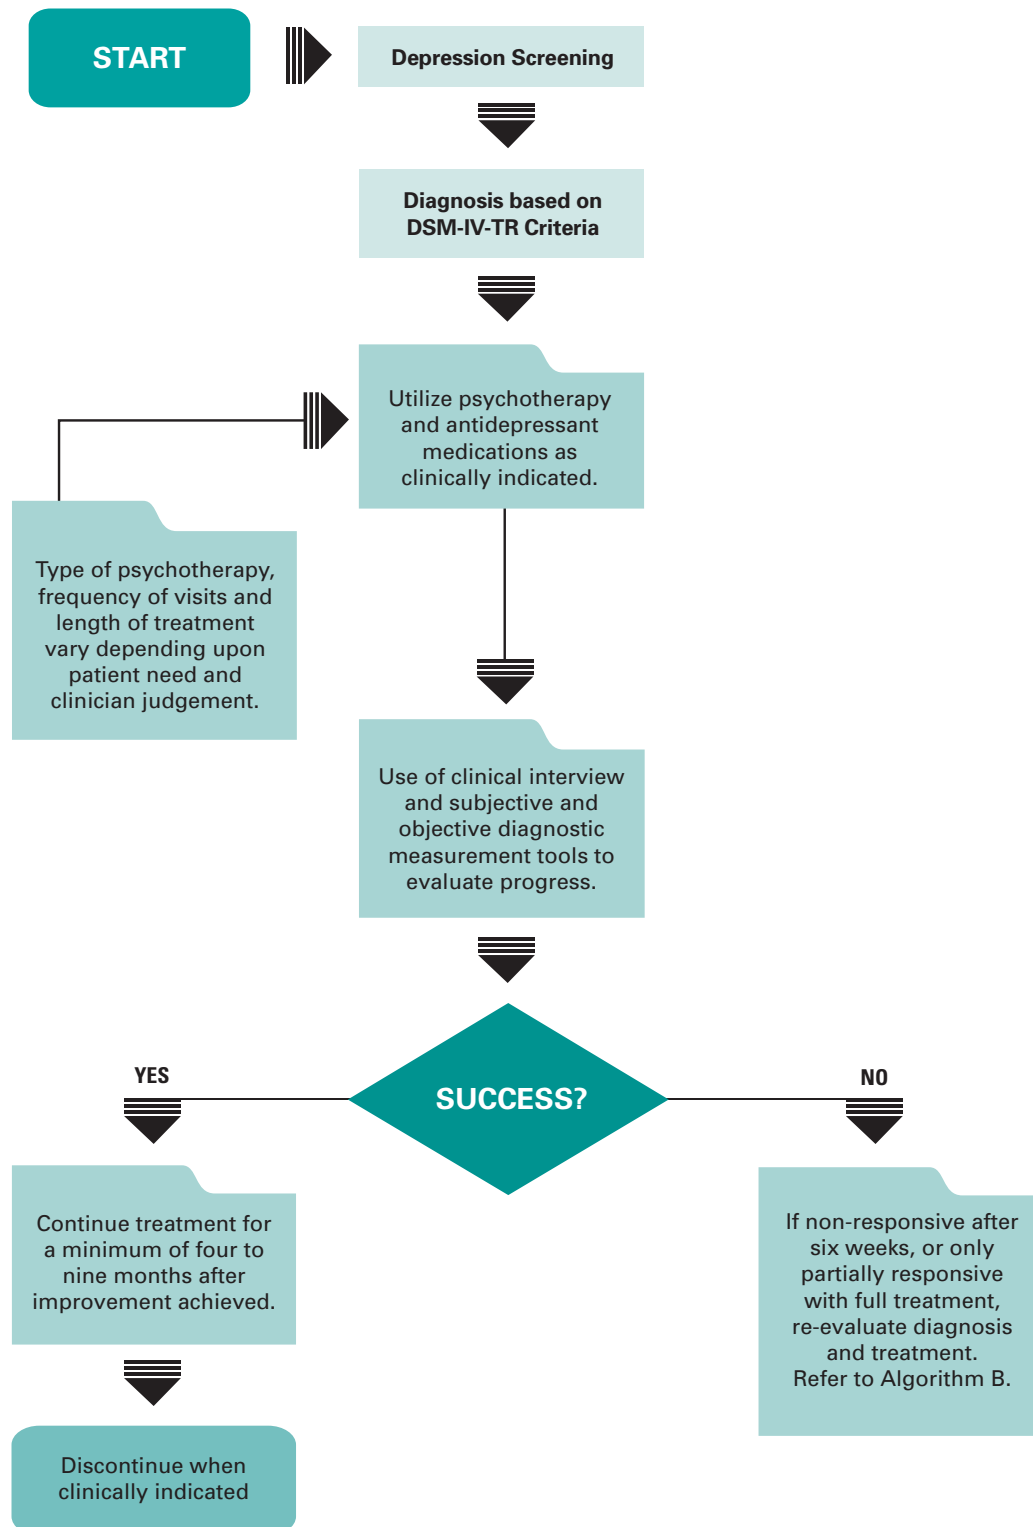 START
Depression Screening
Diagnosis based on
DSM-IV-TR Criteria
Utilize psychotherapy
and antidepressant
medications as
clinically indicated.
Type of psychotherapy,
frequency of visits and
length of treatment
vary depending upon
patient need and
clinician judgement.
Use of clinical interview
and subjective and
objective diagnostic
measurement tools to
evaluate progress.
SUCCESS?
YES
NO
Continue treatment for
a minimum of four to
nine months after
improvement achieved.
If non-responsive after
six weeks, or only
partially responsive
with full treatment,
re-evaluate diagnosis
and treatment.
Refer to Algorithm B.
Discontinue when
clinically indicated